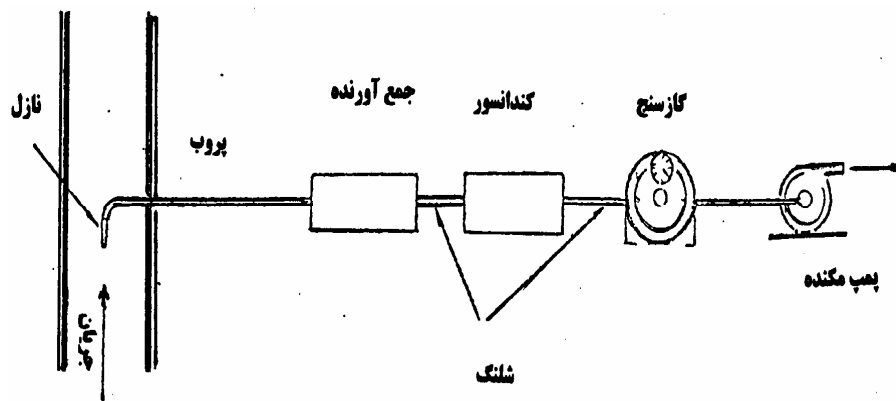 گازسنج
کندانسور
جمع آورنده
پروب
نازل
پمپ مکنده
شلنگ
جریان